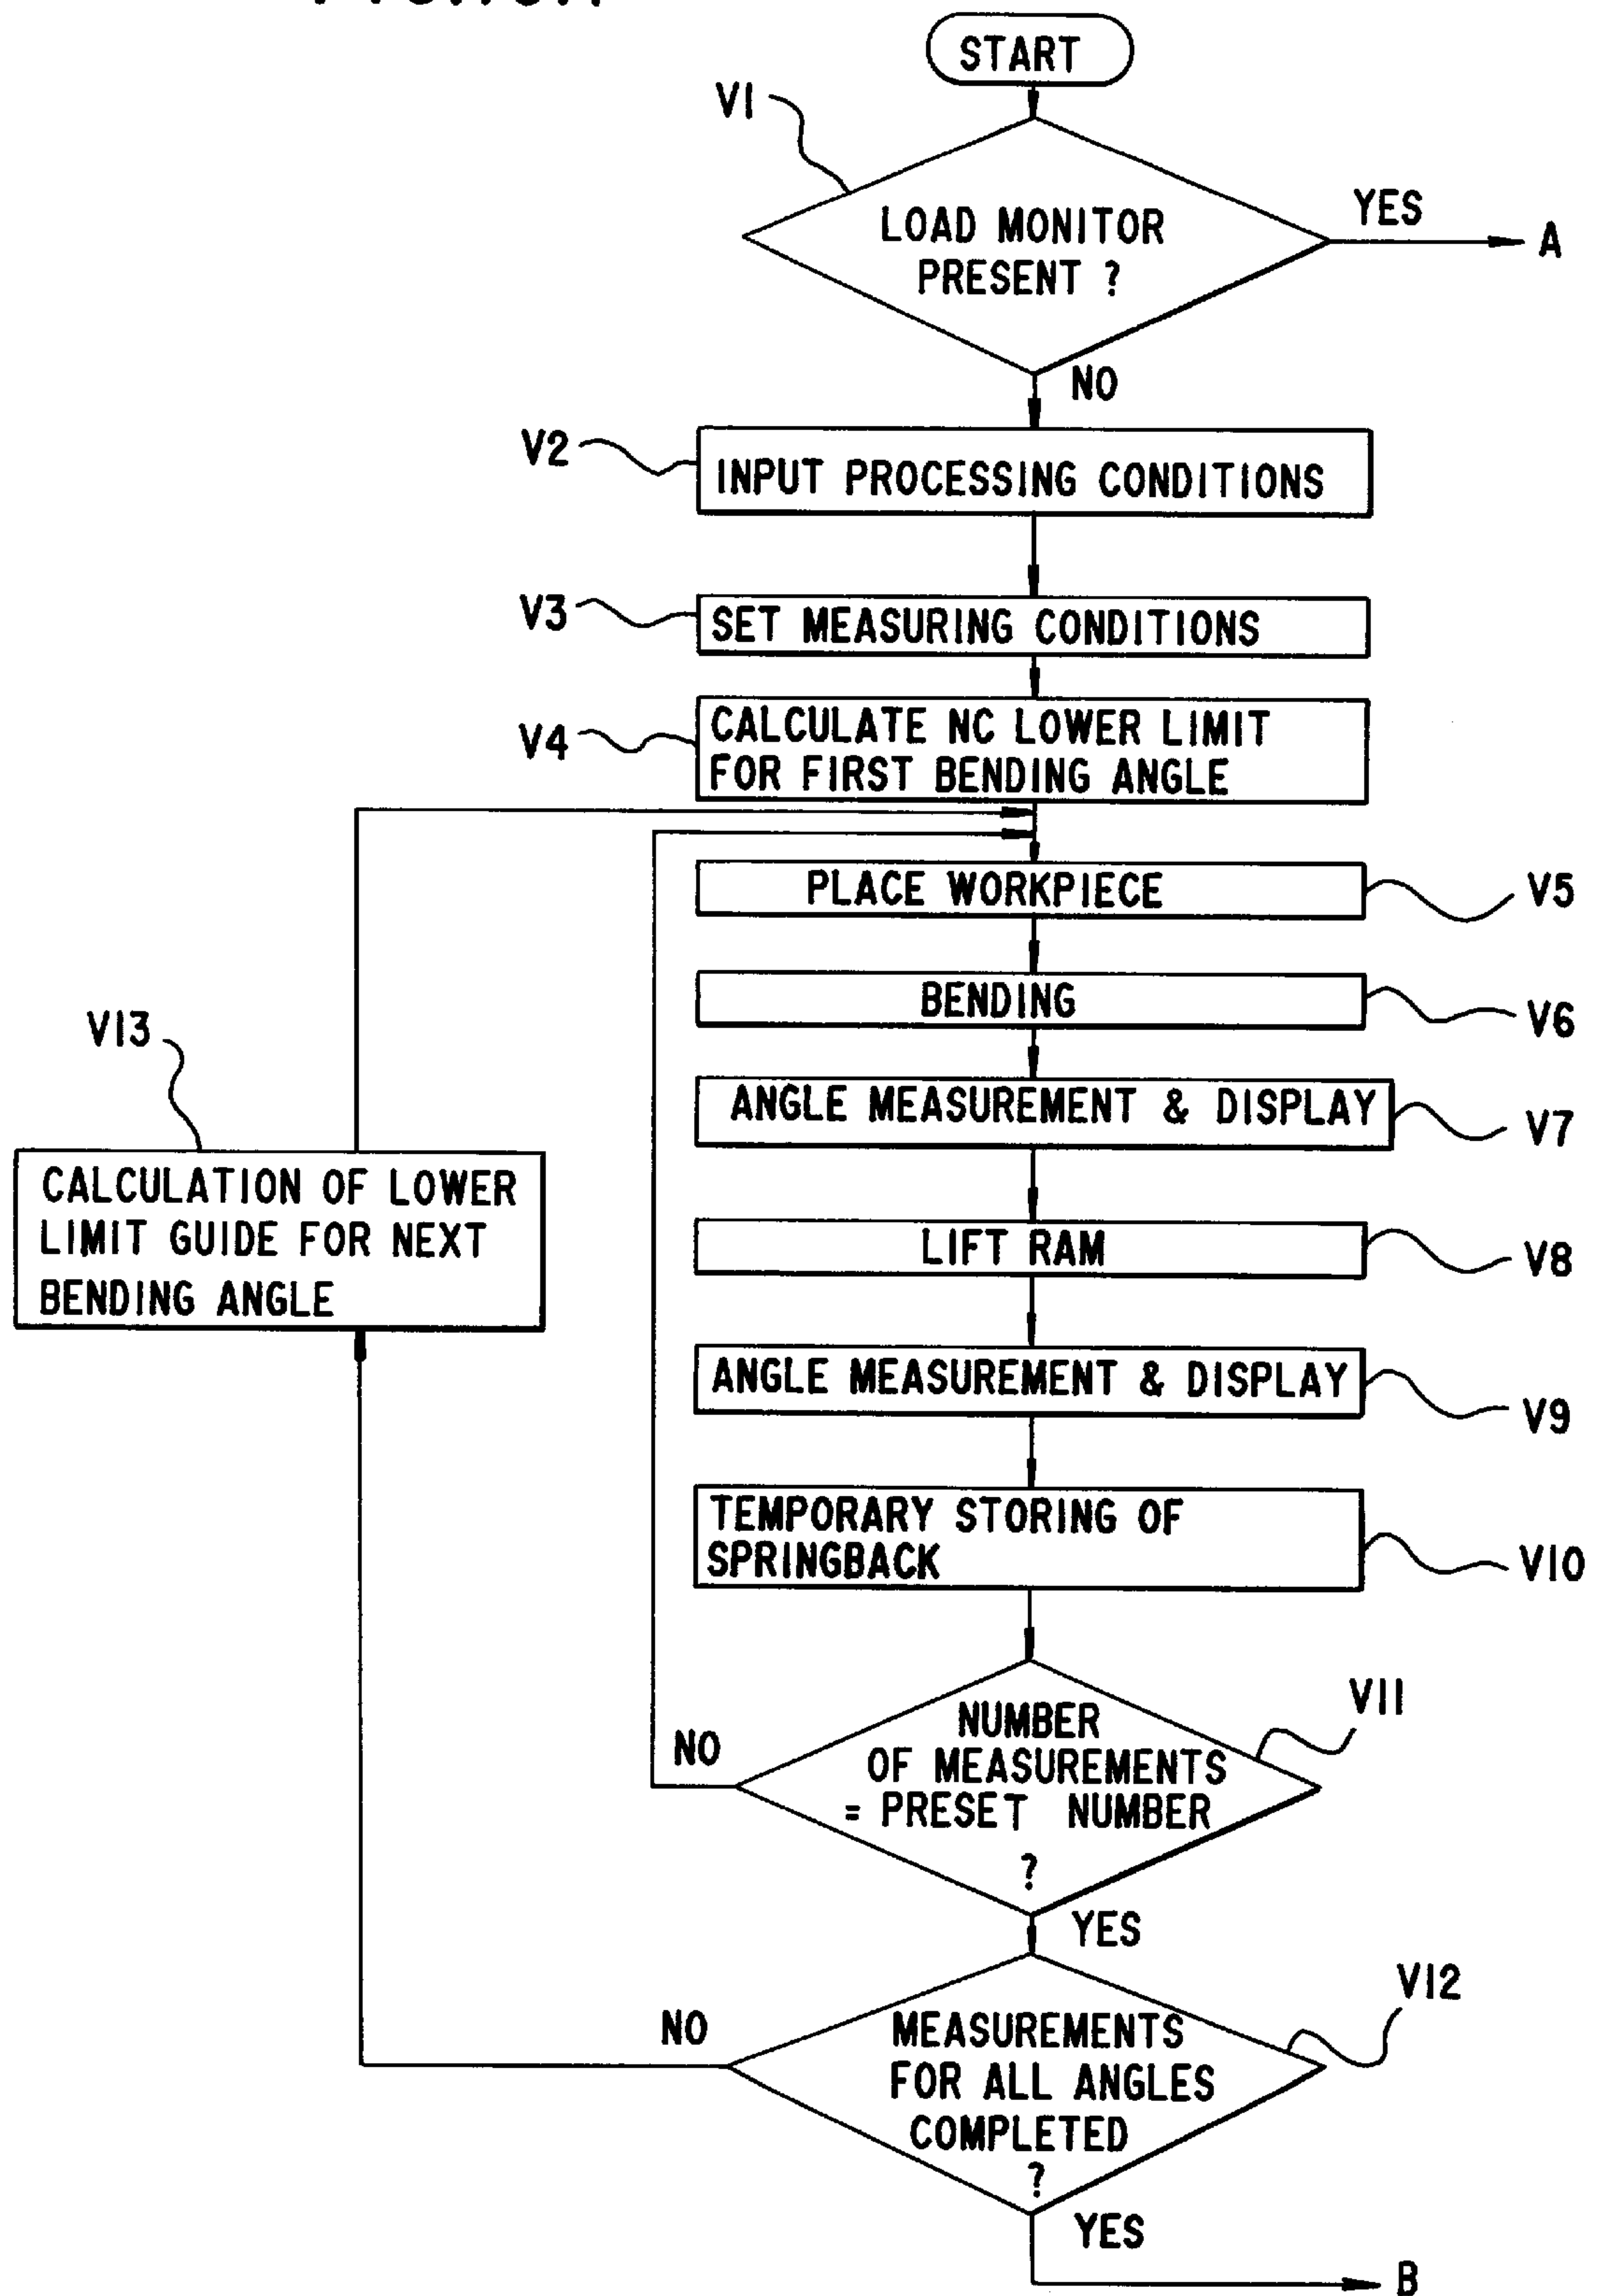 START
V1
LOAD MONITOR
PRESENT ?
YES
A
NO
V2
INPUT PROCESSING CONDITIONS
V3
SET MEASURING CONDITIONS
V4
CALCULATE NC LOWER LIMIT
FOR FIRST BENDING ANGLE
PLACE WORKPIECE
V5
BENDING
V6
V13
ANGLE MEASUREMENT & DISPLAY
V7
CALCULATION OF LOWER
LIMIT GUIDE FOR NEXT
BENDING ANGLE
LIFT RAM
V8
ANGLE MEASUREMENT & DISPLAY
V9
TEMPORARY STORING OF
SPRINGBACK
V10
V11
NO
NUMBER
OF MEASUREMENTS
= PRESET NUMBER
?
YES
V12
NO
MEASUREMENTS
FOR ALL ANGLES
COMPLETED
?
YES
B